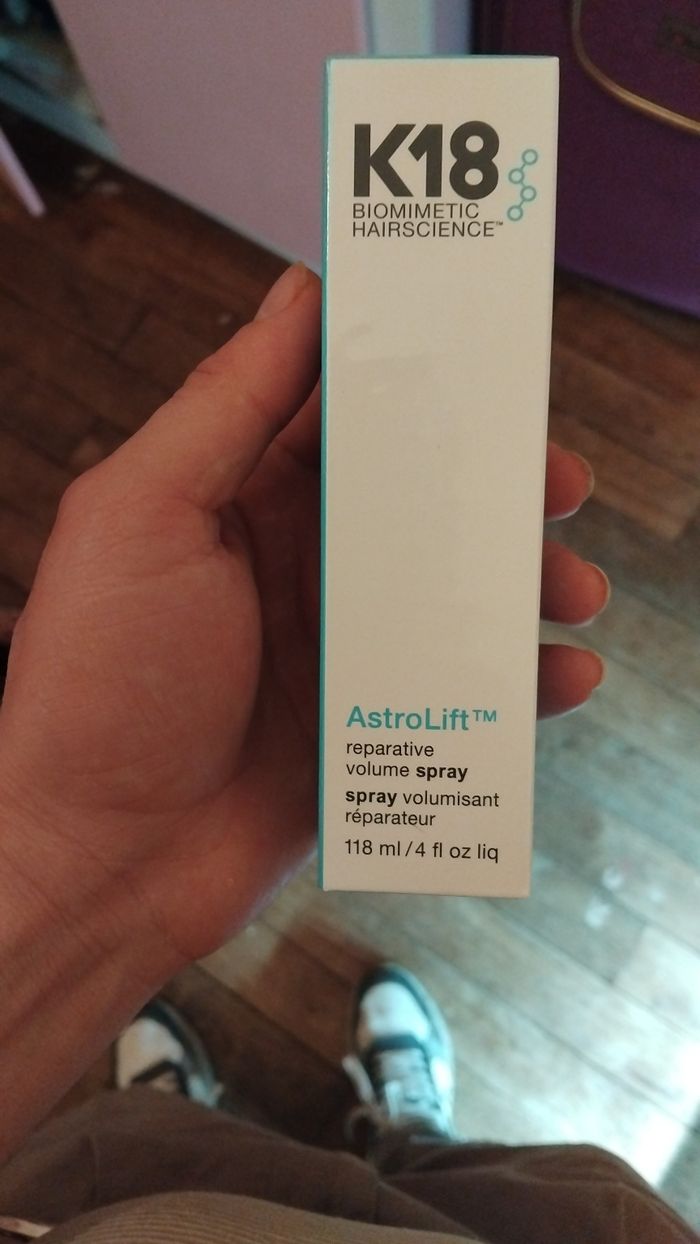 K18
BIOMIMETIC
HAIRSCIENCE™
AstroLift™
reparative
volume spray
spray volumisant
réparateur
118 ml/4 fl oz liq